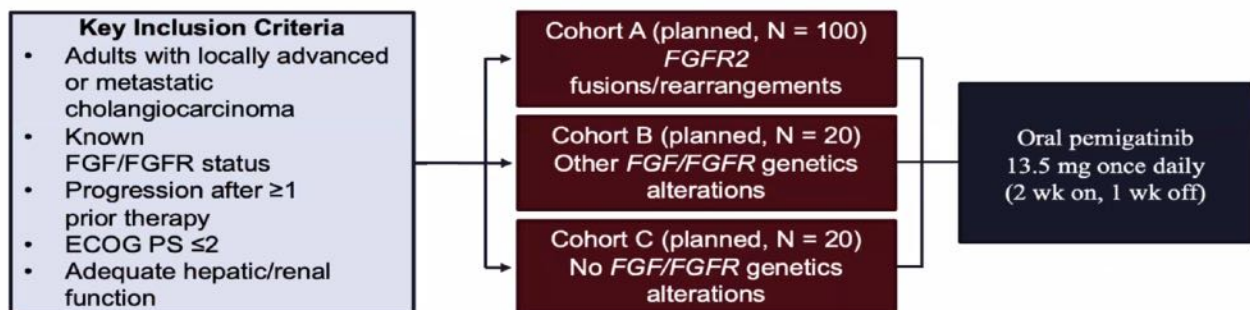 Key Inclusion Criteria
• Adults with locally advanced
or metastatic
cholangiocarcinoma
• Known
FGF/FGFR status
• Progression after ≥1
prior therapy
• ECOG PS ≤2
• Adequate hepatic/renal
function
Cohort A (planned, N = 100)
FGFR2
fusions/rearrangements
Cohort B (planned, N = 20)
Other FGF/FGFR genetics
alterations
Cohort C (planned, N = 20)
No FGF/FGFR genetics
alterations
Oral pemigatinib
13.5 mg once daily
(2 wk on, 1 wk off)